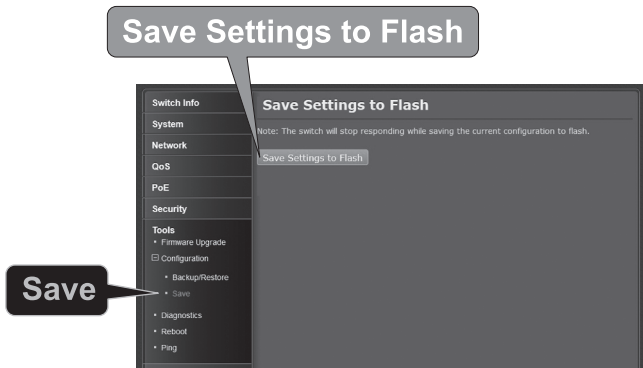 Save Settings to Flash
Switch Info
System
Network
QoS
PoE
Security
Tools
• Firmware Upgrade
Configuration
• Backup/Restore
• Save
• Diagnostics
• Reboot
• Ping
Save Settings to Flash
Note: The switch will stop responding while saving the current configuration to flash.
Save Settings to Flash
Save